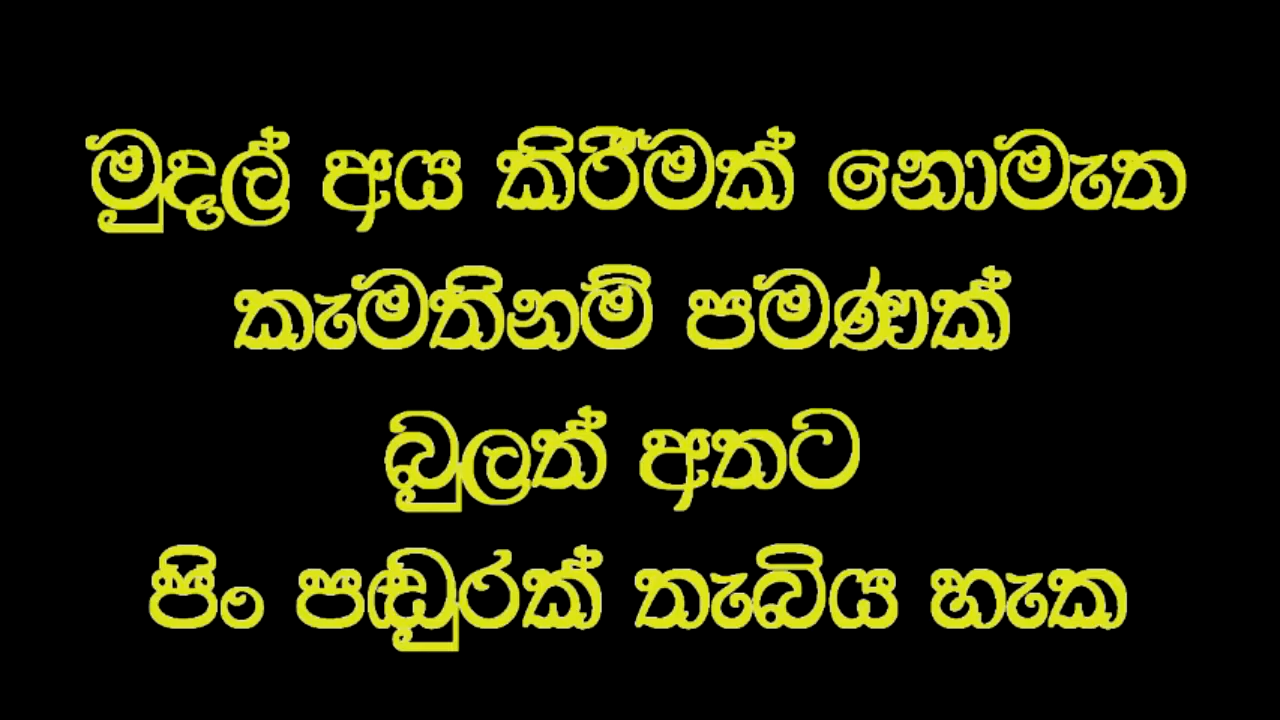 මුදල් අය කිරීමක් නොමැත
කැමතිනම් පමණක්
බුලත් අතට
පිං පඬුරක් තැබිය හැක